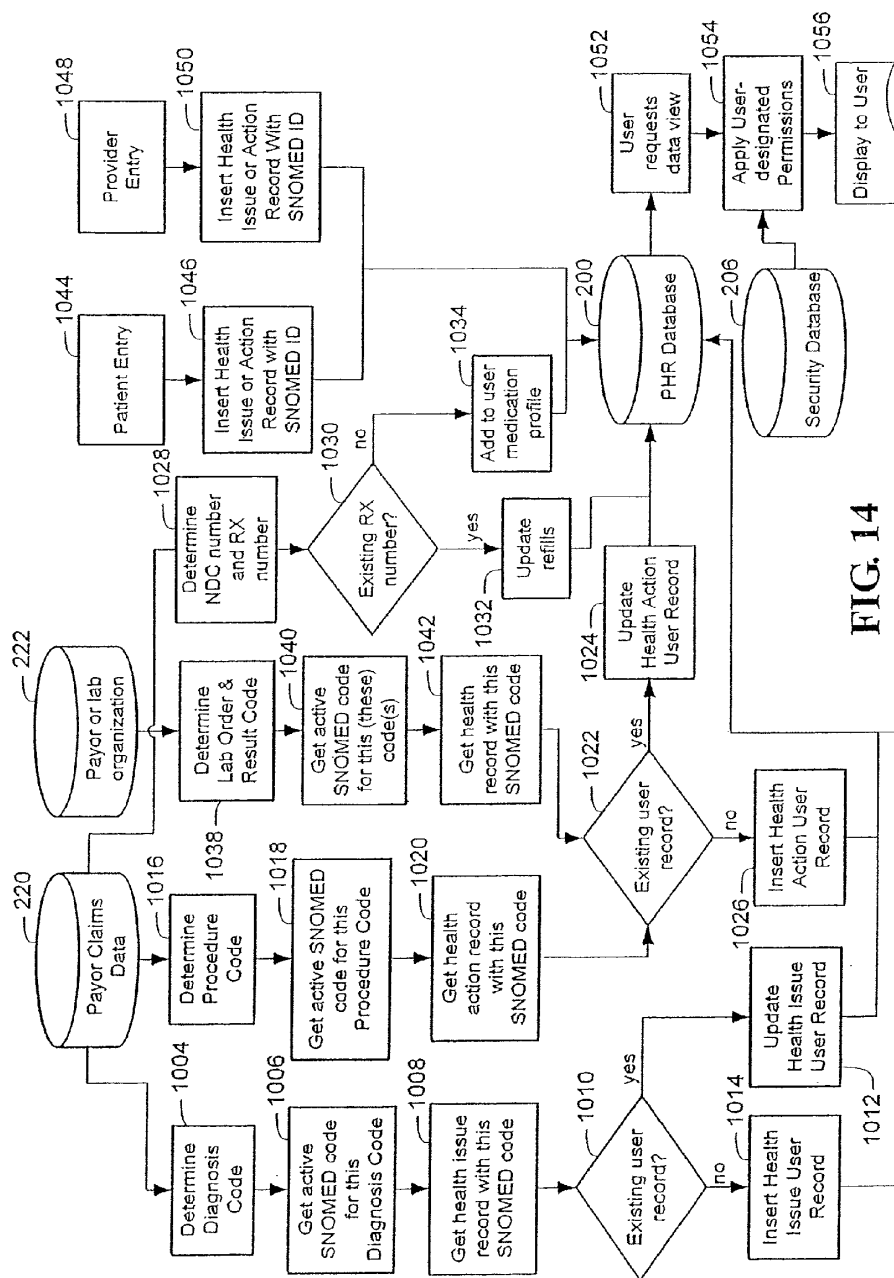 220
Payor Claims
Data
222
Payor or lab
organization
1004
Determine
Diagnosis
Code
1006
Get active
SNOMED code
for this
Diagnosis Code
1008
Get health issue
record with this
SNOMED code
1010
Existing user
record?
yes
no
1014
Insert Health
Issue User
Record
Update
Health Issue
User Record
1012
1016
Determine
Procedure
Code
1018
Get active SNOMED
code for this
Procedure Code
1020
Get health
action record
with this
SNOMED code
1038
Determine
Lab Order &
Result Code
1040
Get active
SNOMED code
for this (these)
code(s)
1042
Get health
record with this
SNOMED code
1022
Existing user
record?
yes
no
1024
Update
Health Action
User Record
1026
Insert Health
Action User
Record
1028
Determine
NDC number
and RX
number
1030
Existing RX
number?
yes
no
1032
Update
refills
1034
Add to user
medication
profile
1044
Patient Entry
1046
Insert Health
Issue or Action
Record with
SNOMED ID
1048
Provider
Entry
1050
Insert Health
Issue or Action
Record With
SNOMED ID
200
PHR Database
206
Security Database
1052
User
requests
data view
1054
Apply User-
designated
Permissions
1056
Display to User
FIG. 14